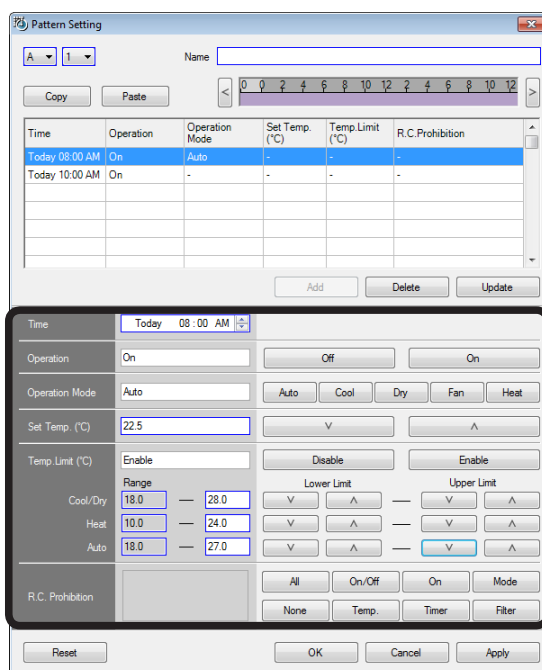 Pattern Setting
A 1 Name
Copy Paste < 0 0 2 4 6 8 10 12 2 4 6 8 10 12 >
Time Operation Operation Mode Set Temp. (°C) Temp.Limit (°C) R.C.Prohibition
Today 08:00 AM On Auto - - -
Today 10:00 AM On - - - -
Add Delete Update
Time Today 08 : 00 AM
Operation On Off On
Operation Mode Auto Auto Cool Dry Fan Heat
Set Temp. (°C) 22.5 ∨ ∧
Temp.Limit (°C) Enable Disable Enable
Range Lower Limit Upper Limit
Cool/Dry 18.0 — 28.0 ∨ ∧ — ∨ ∧
Heat 10.0 — 24.0 ∨ ∧ — ∨ ∧
Auto 18.0 — 27.0 ∨ ∧ — ∨ ∧
R.C. Prohibition All On/Off On Mode
None Temp. Timer Filter
Reset OK Cancel Apply